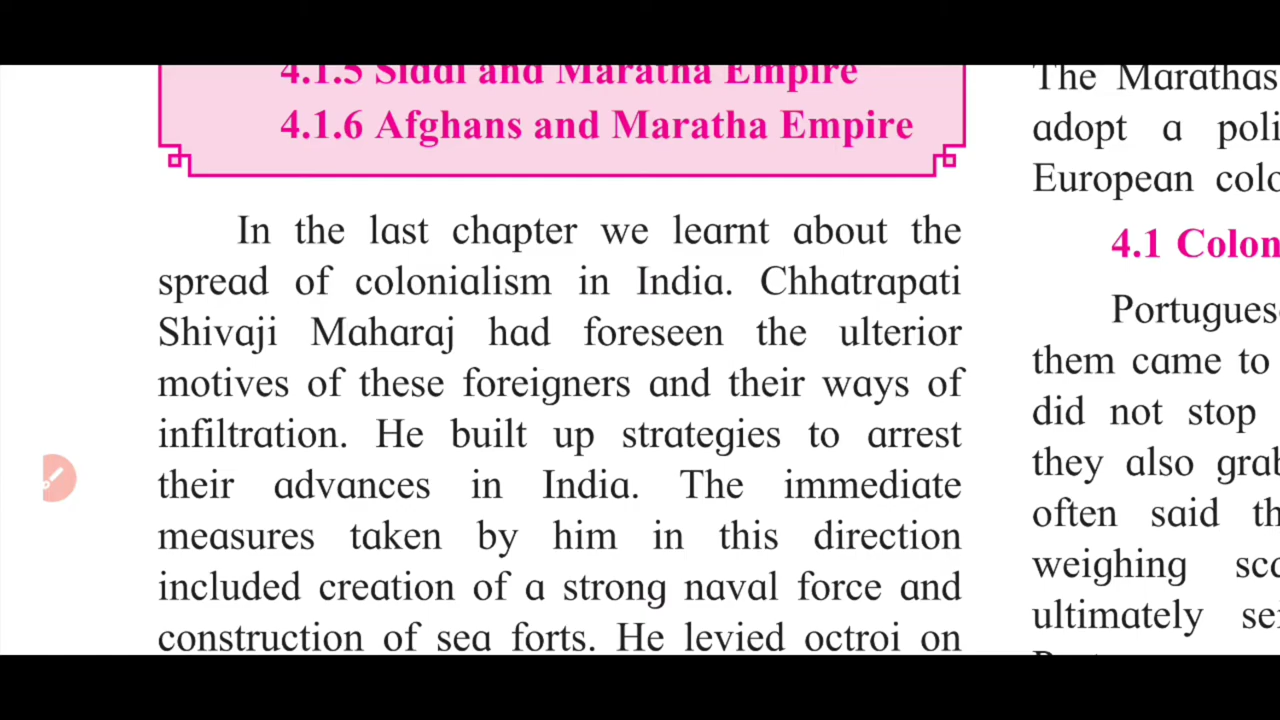 4.1.5 Siddi and Maratha Empire
4.1.6 Afghans and Maratha Empire
In the last chapter we learnt about the
spread of colonialism in India. Chhatrapati
Shivaji Maharaj had foreseen the ulterior
motives of these foreigners and their ways of
infiltration. He built up strategies to arrest
their advances in India. The immediate
measures taken by him in this direction
included creation of a strong naval force and
construction of sea forts. He levied octroi on
The Marathas
adopt a poli
European colo
4.1 Colon
Portugues
them came to
did not stop
they also grab
often said th
weighing sca
ultimately sei